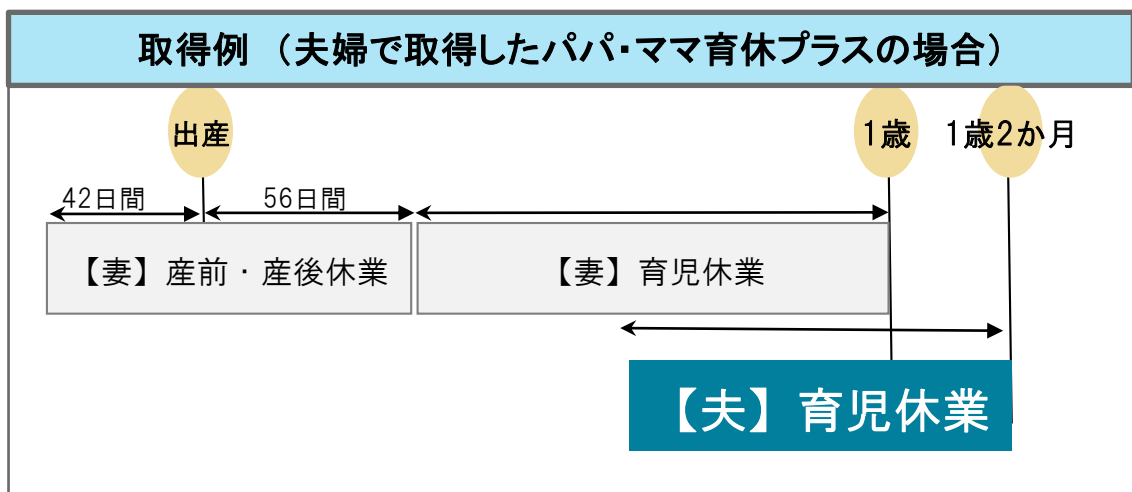 取得例 (夫婦で取得したパパ・ママ育休プラスの場合)
出産
1歳
1歳2か月
42日間
56日間
【妻】産前・産後休業
【妻】育児休業
【夫】育児休業